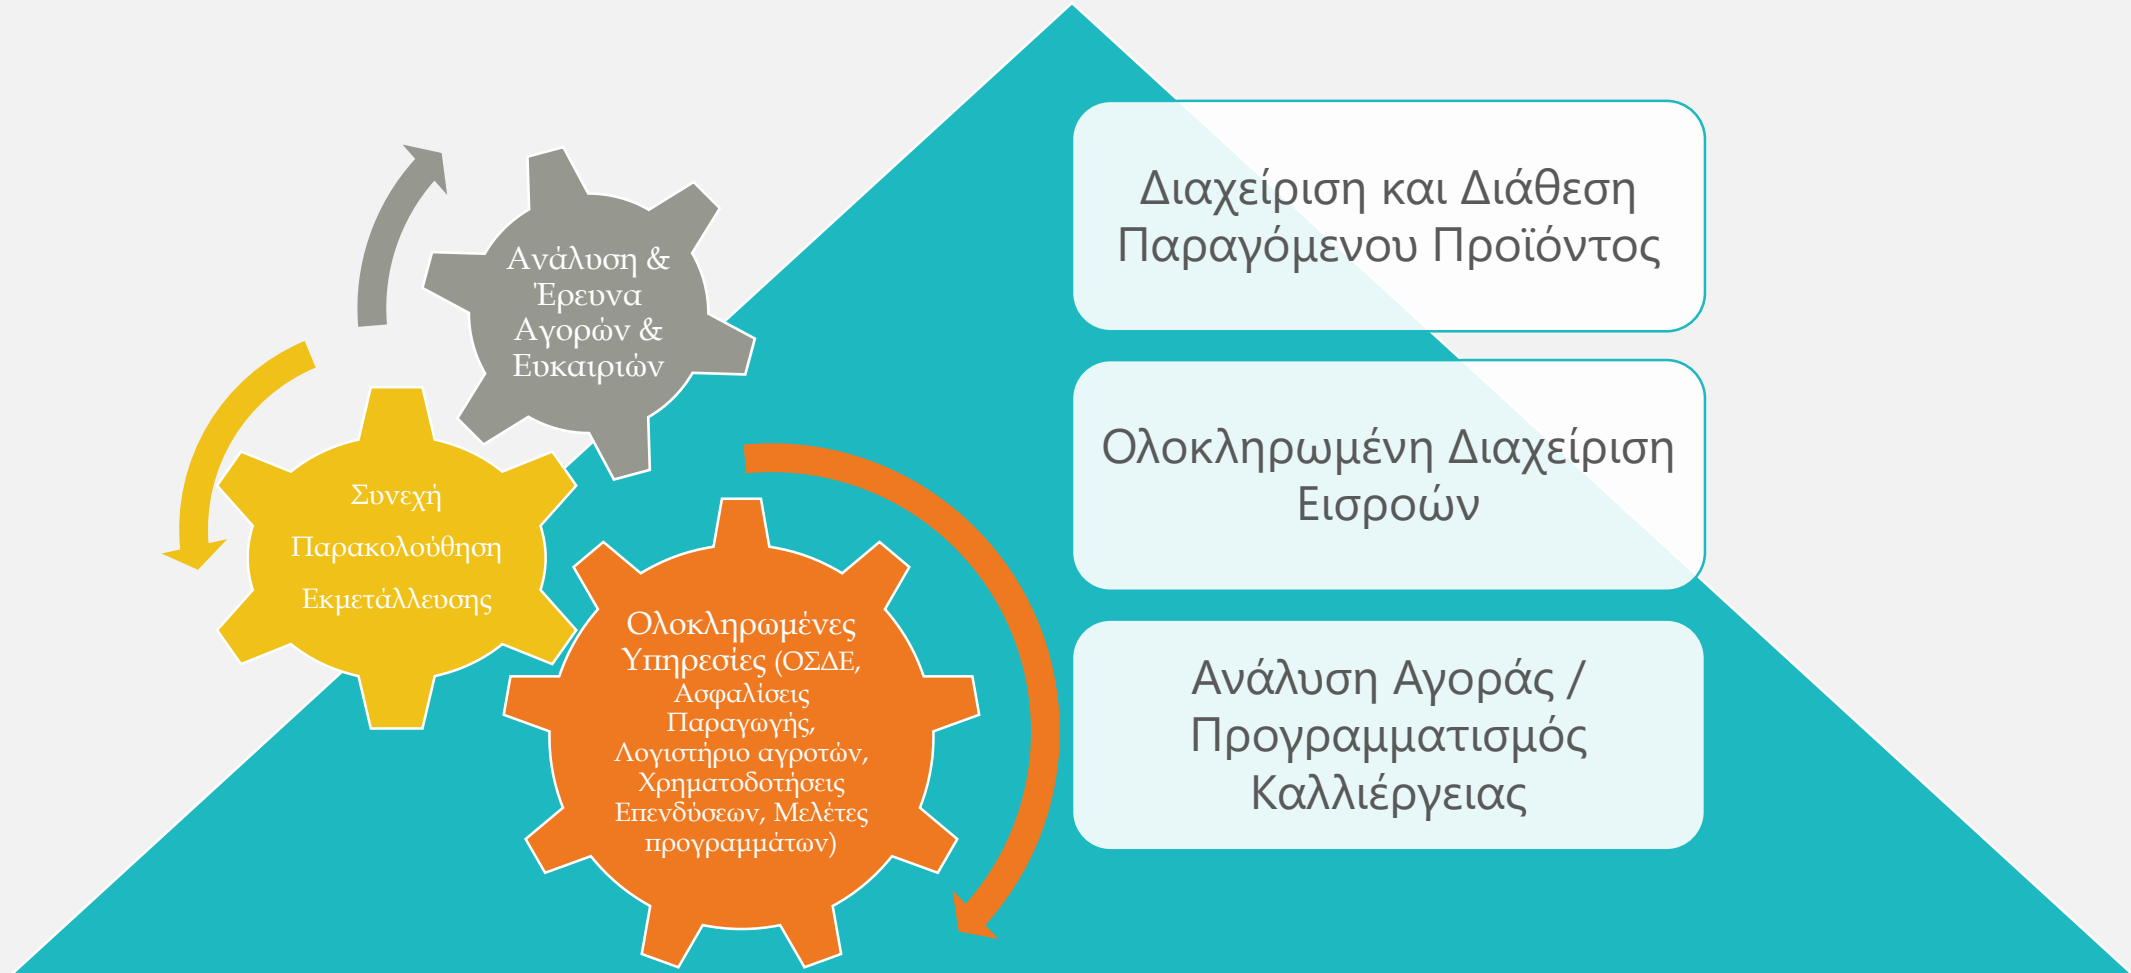 Ανάλυση &
Έρευνα
Αγορών &
Ευκαιριών
Συνεχή
Παρακολούθηση
Εκμετάλλευσης
Ολοκληρωμένες
Υπηρεσίες (ΟΣΔΕ,
Ασφαλίσεις
Παραγωγής,
Λογιστήριο αγροτών,
Χρηματοδοτήσεις
Επενδύσεων, Μελέτες
προγραμμάτων)
Διαχείριση και Διάθεση
Παραγόμενου Προϊόντος
Ολοκληρωμένη Διαχείριση
Εισροών
Ανάλυση Αγοράς /
Προγραμματισμός
Καλλιέργειας